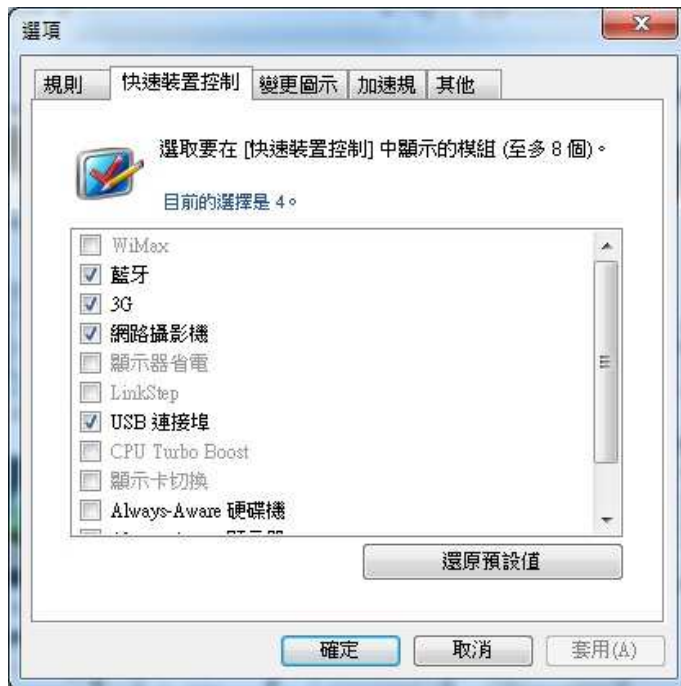 選項
規則 快速裝置控制 變更圖示 加速規 其他
選取要在 [快速裝置控制] 中顯示的模組 (至多 8 個)。
目前的選擇是 4。
WiMax
藍牙
3G
網路攝影機
顯示器省電
LinkStep
USB 連接埠
CPU Turbo Boost
顯示卡切換
Always-Aware 硬碟機
還原預設值
確定 取消 套用(A)